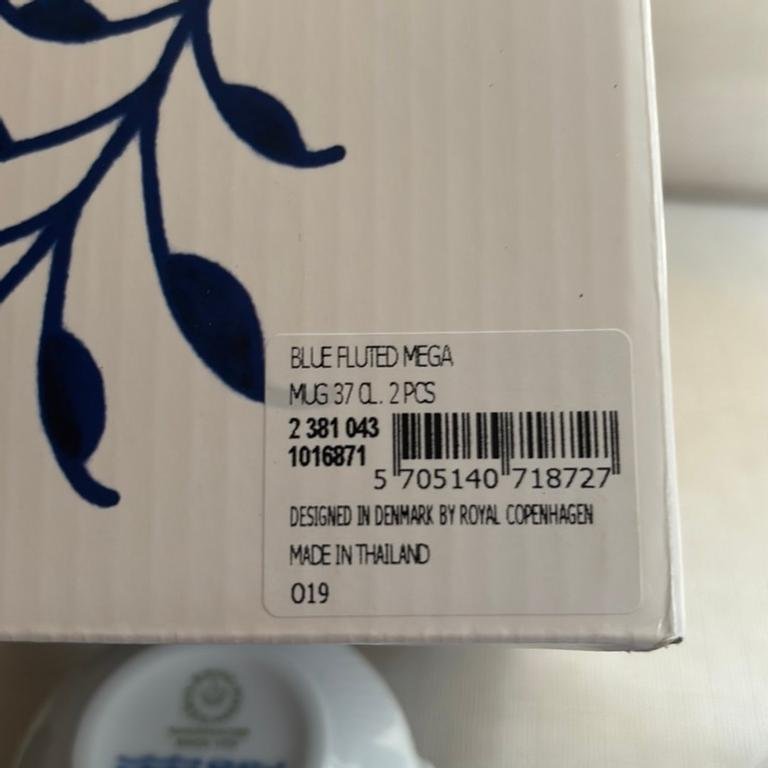 BLUE FLUTED MEGA
MUG 37 CL. 2 PCS
2 381 043
1016871
5 705140 718727
DESIGNED IN DENMARK BY ROYAL COPENHAGEN
MADE IN THAILAND
019